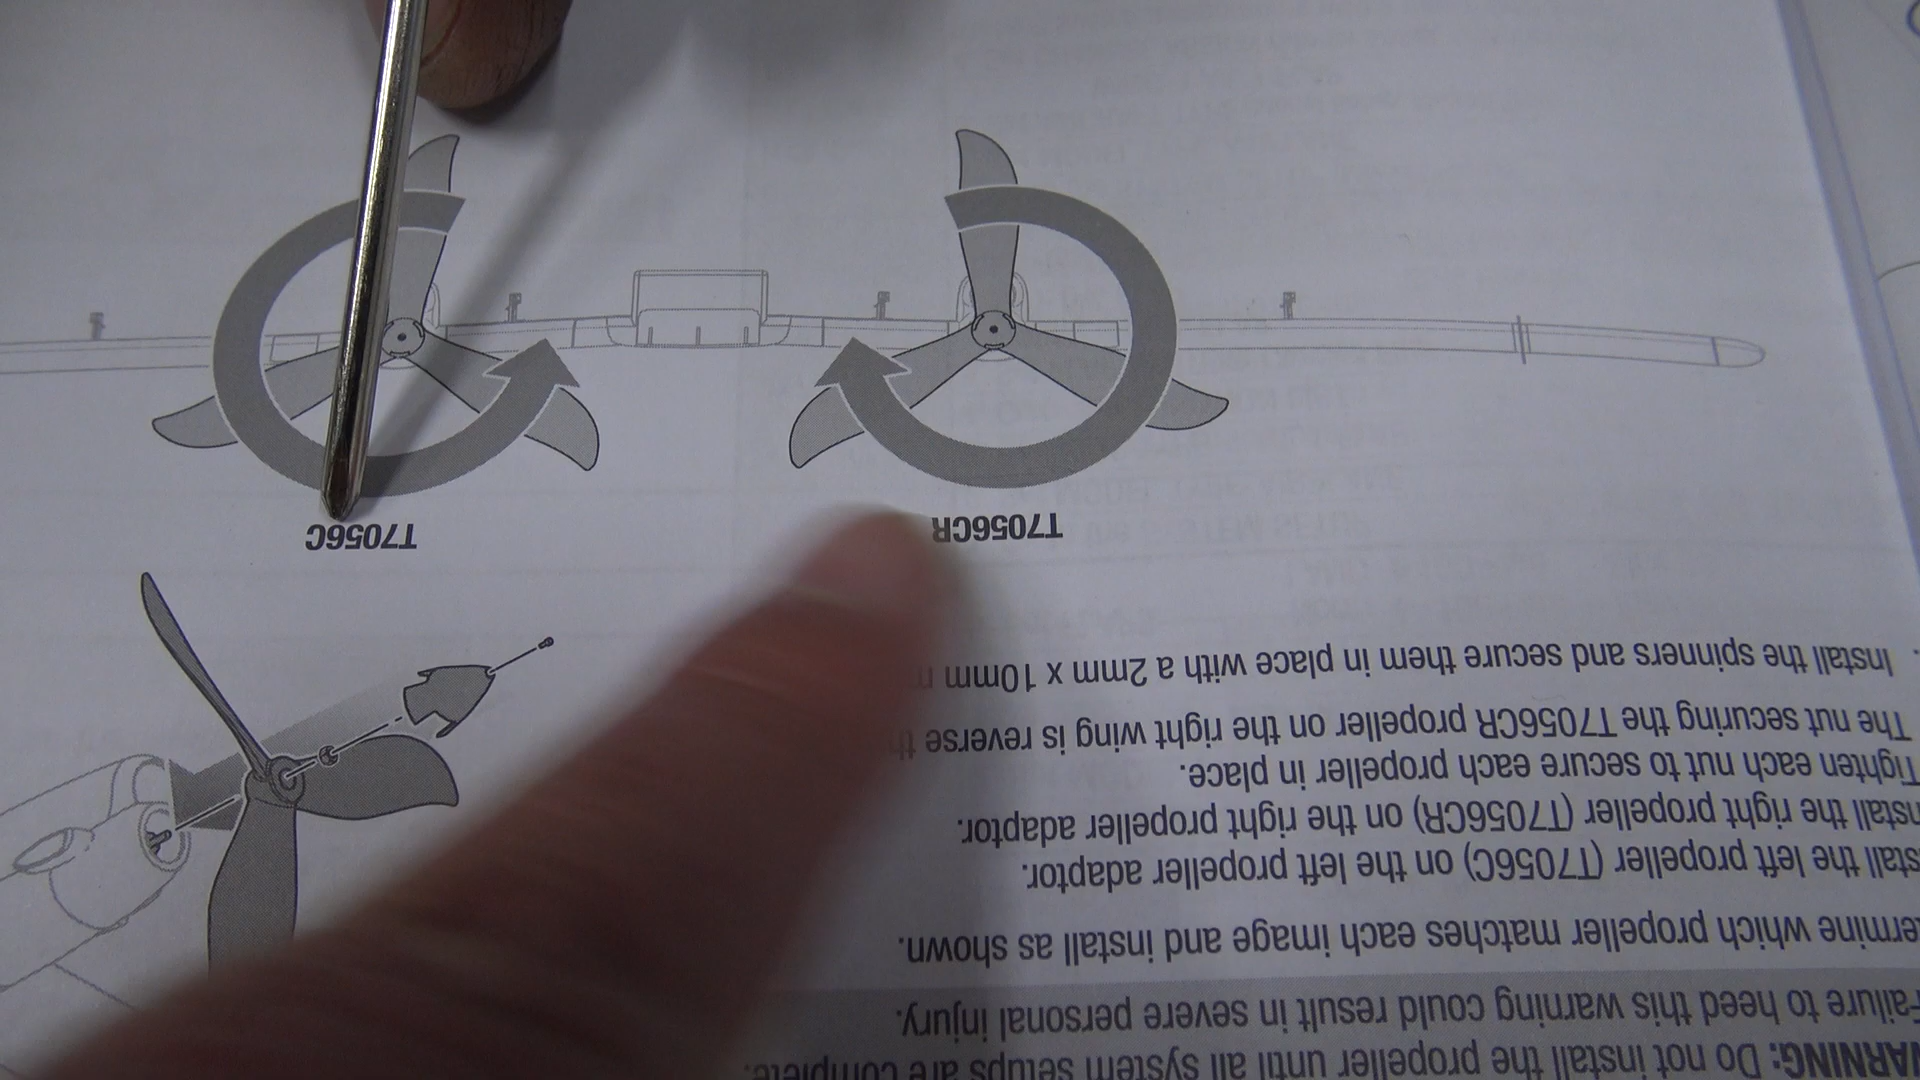 WARNING: Do not install the propeller until all system setups are complete.
Failure to heed this warning could result in severe personal injury.
ermine which propeller matches each image and install as shown.
stall the left propeller (T7056C) on the left propeller adaptor.
nstall the right propeller (T7056CR) on the right propeller adaptor.
Tighten each nut to secure each propeller in place.
The nut securing the T7056CR propeller on the right wing is reverse th
. Install the spinners and secure them in place with a 2mm x 10mm
T7056CR
T7056C